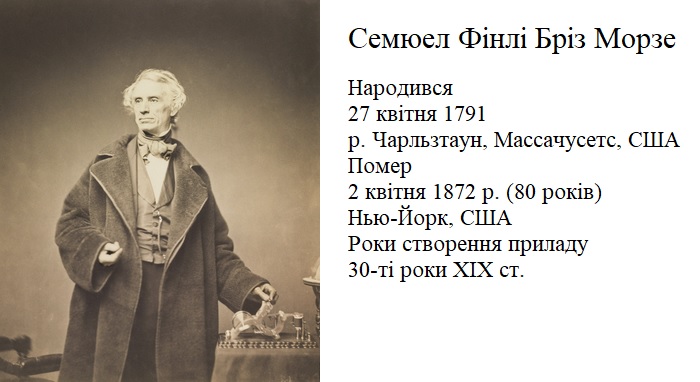 Семюел Фінлі Бріз Морзе
Народився
27 квітня 1791
р. Чарльзтаун, Массачусетс, США
Помер
2 квітня 1872 р. (80 років)
Нью-Йорк, США
Роки створення приладу
30-ті роки XIX ст.